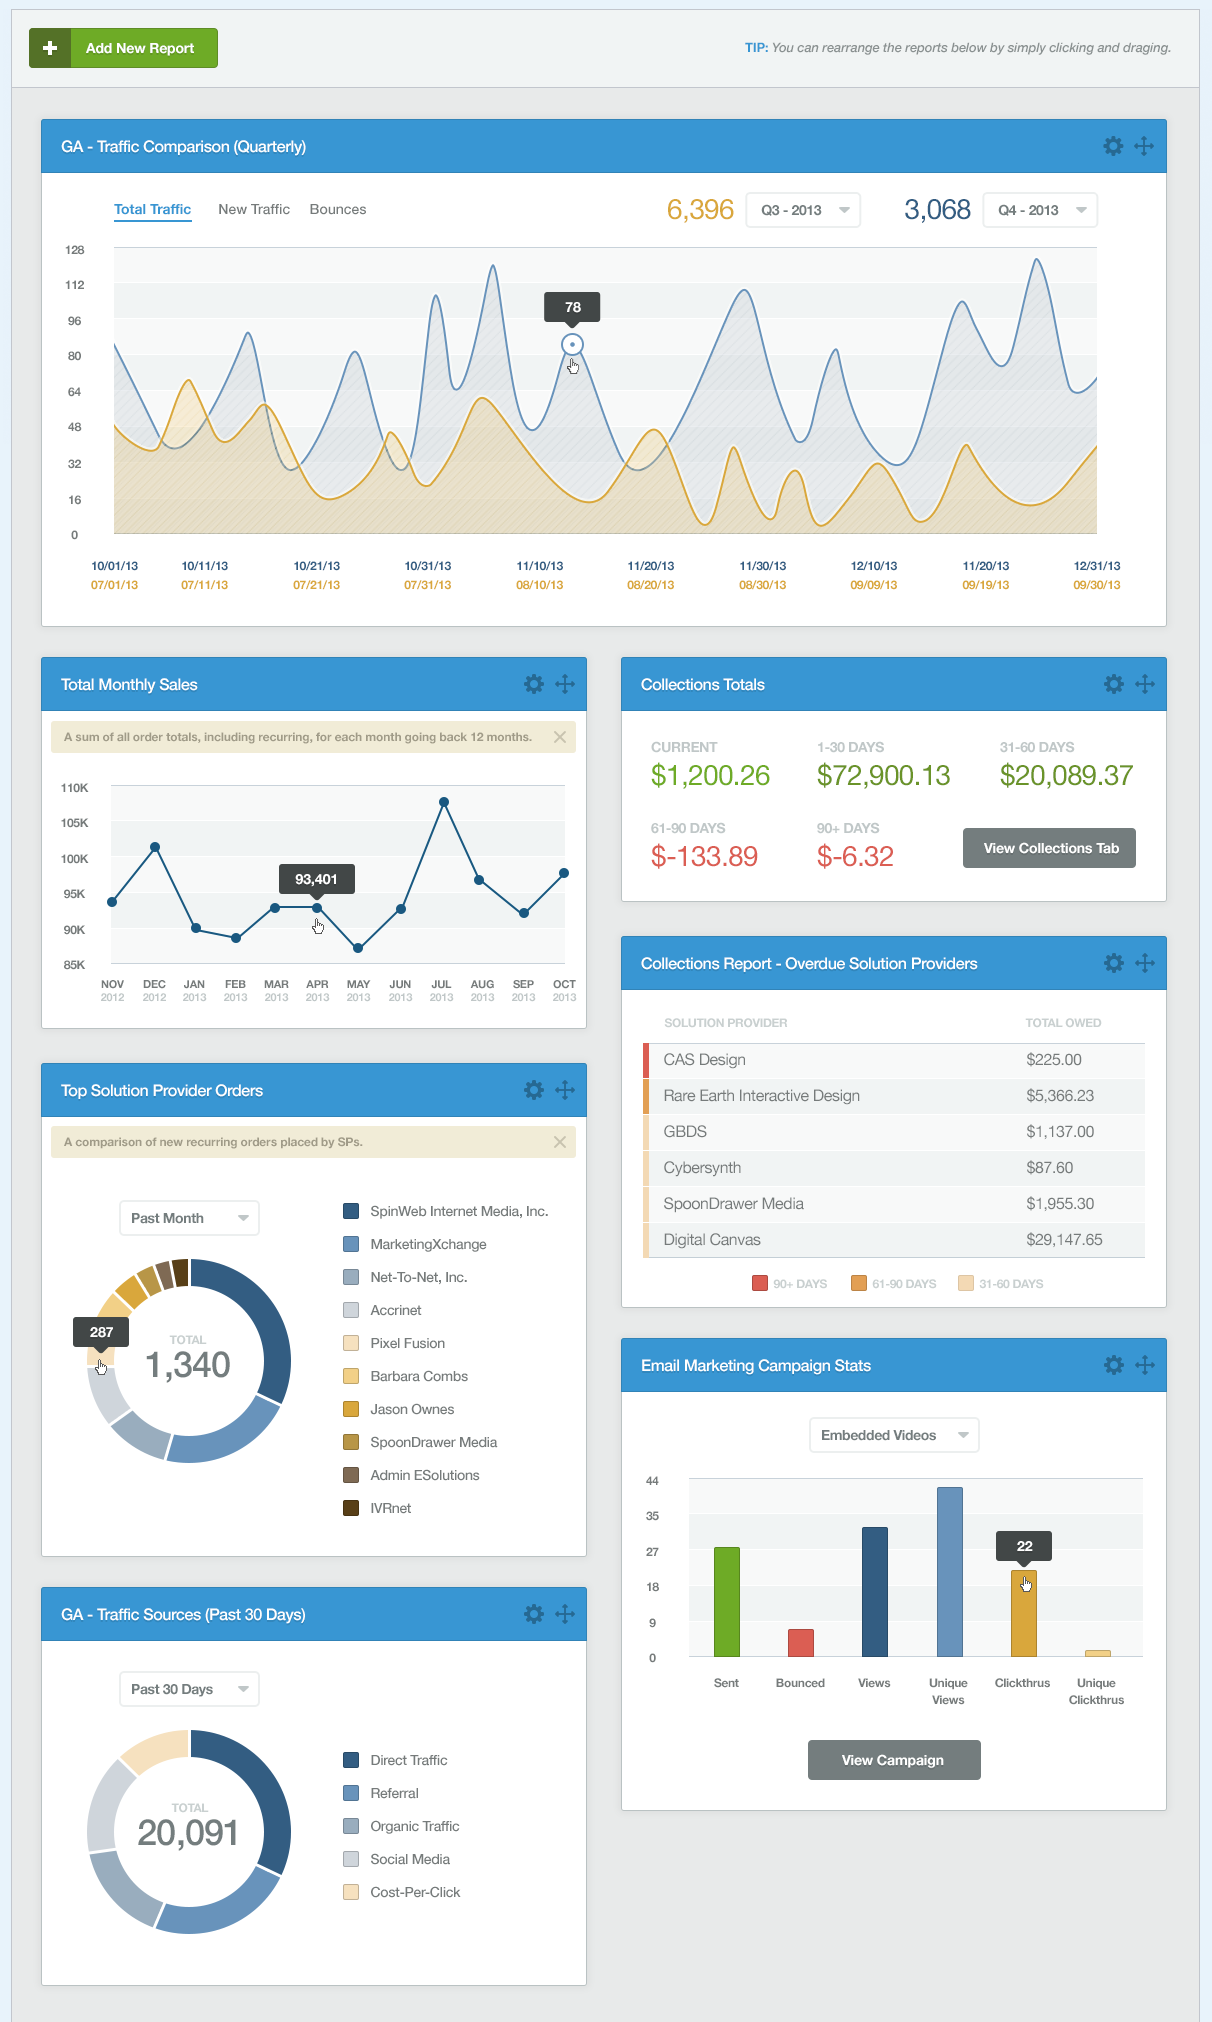 Add New Report
TIP: You can rearrange the reports below by simply clicking and draging.
GA - Traffic Comparison (Quarterly)
Total Traffic New Traffic Bounces 6,396 Q3 - 2013 3,068 Q4 - 2013
128
112
96
80
64
48
32
16
0
78
10/01/13 10/11/13 10/21/13 10/31/13 11/10/13 11/20/13 11/30/13 12/10/13 11/20/13 12/31/13
07/01/13 07/11/13 07/21/13 07/31/13 08/10/13 08/20/13 08/30/13 09/09/13 09/19/13 09/30/13
Total Monthly Sales
A sum of all order totals, including recurring, for each month going back 12 months.
110K
105K
100K
95K
90K
85K
93,401
NOV DEC JAN FEB MAR APR MAY JUN JUL AUG SEP OCT
2012 2012 2013 2013 2013 2013 2013 2013 2013 2013 2013 2013
Collections Totals
CURRENT 1-30 DAYS 31-60 DAYS
$1,200.26 $72,900.13 $20,089.37
61-90 DAYS 90+ DAYS
$-133.89 $-6.32
View Collections Tab
Collections Report - Overdue Solution Providers
SOLUTION PROVIDER TOTAL OWED
CAS Design $225.00
Rare Earth Interactive Design $5,366.23
GBDS $1,137.00
Cybersynth $87.60
SpoonDrawer Media $1,955.30
Digital Canvas $29,147.65
90+ DAYS 61-90 DAYS 31-60 DAYS
Top Solution Provider Orders
A comparison of new recurring orders placed by SPs.
Past Month
287
TOTAL
1,340
SpinWeb Internet Media, Inc.
MarketingXchange
Net-To-Net, Inc.
Accrinet
Pixel Fusion
Barbara Combs
Jason Ownes
SpoonDrawer Media
Admin ESolutions
IVRnet
Email Marketing Campaign Stats
Embedded Videos
44
35
27
18
9
0
22
Sent Bounced Views Unique Views Clickthrus Unique Clickthrus
View Campaign
GA - Traffic Sources (Past 30 Days)
Past 30 Days
TOTAL
20,091
Direct Traffic
Referral
Organic Traffic
Social Media
Cost-Per-Click